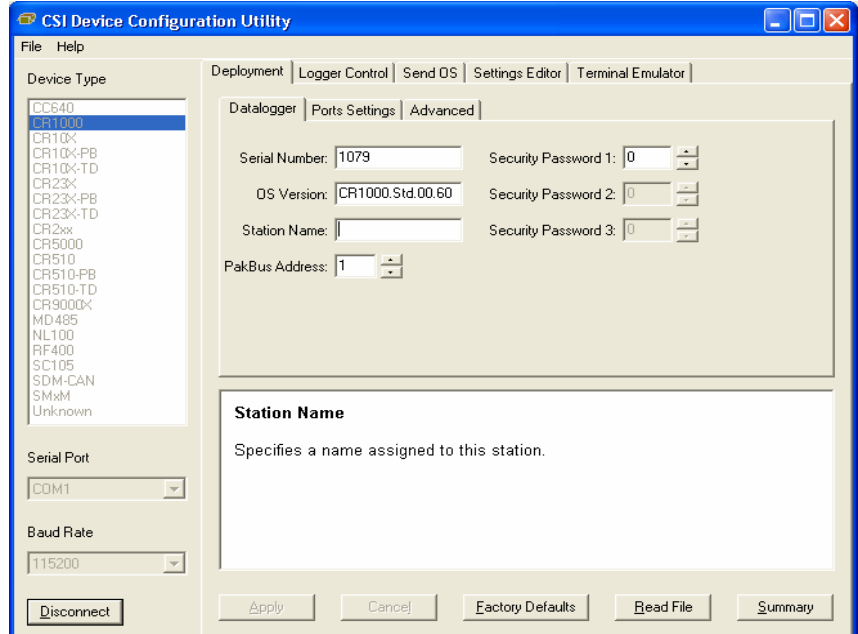 CSI Device Configuration Utility
File Help
Device Type
CC640
CR1000
CR10X
CR10X-PB
CR10X-TD
CR23X
CR23X-PB
CR23X-TD
CR2xx
CR5000
CR510
CR510-PB
CR510-TD
CR9000X
MD485
NL100
RF400
SC105
SDM-CAN
SMxM
Unknown
Serial Port
COM1
Baud Rate
115200
Disconnect
Deployment Logger Control Send OS Settings Editor Terminal Emulator
Datalogger Ports Settings Advanced
Serial Number: 1079 Security Password 1: 0
OS Version: CR1000.Std.00.60 Security Password 2: 0
Station Name: Security Password 3: 0
PakBus Address: 1
Station Name
Specifies a name assigned to this station.
Apply Cancel Factory Defaults Read File Summary